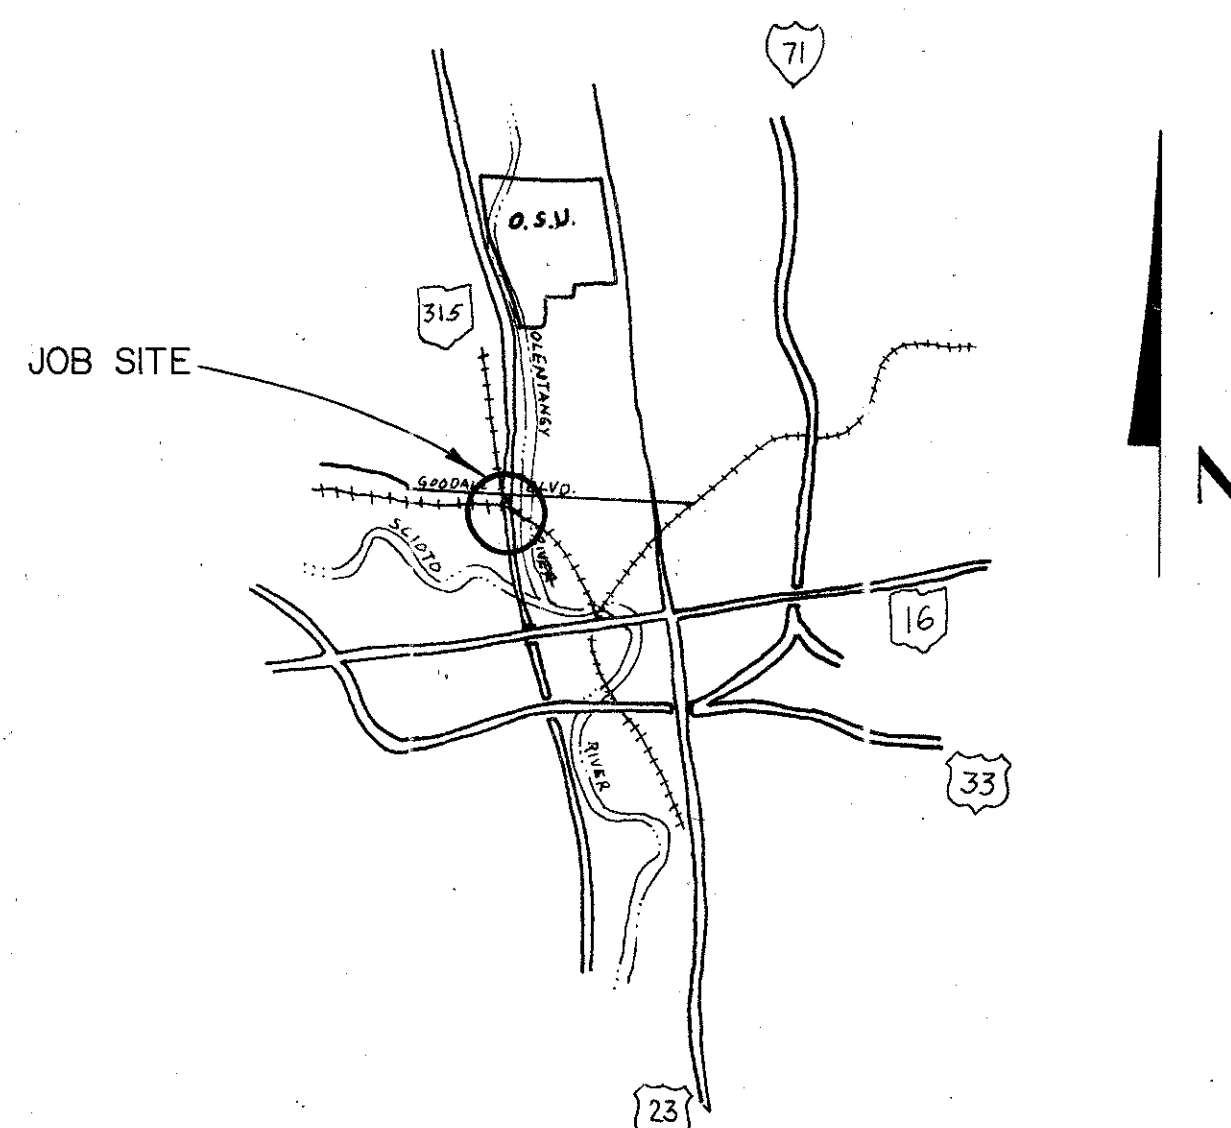 71
O.S.U.
315
JOB SITE
OLENTANGY
GOODALE BLVD.
SCIOTO
RIVER
16
RIVER
33
23
N